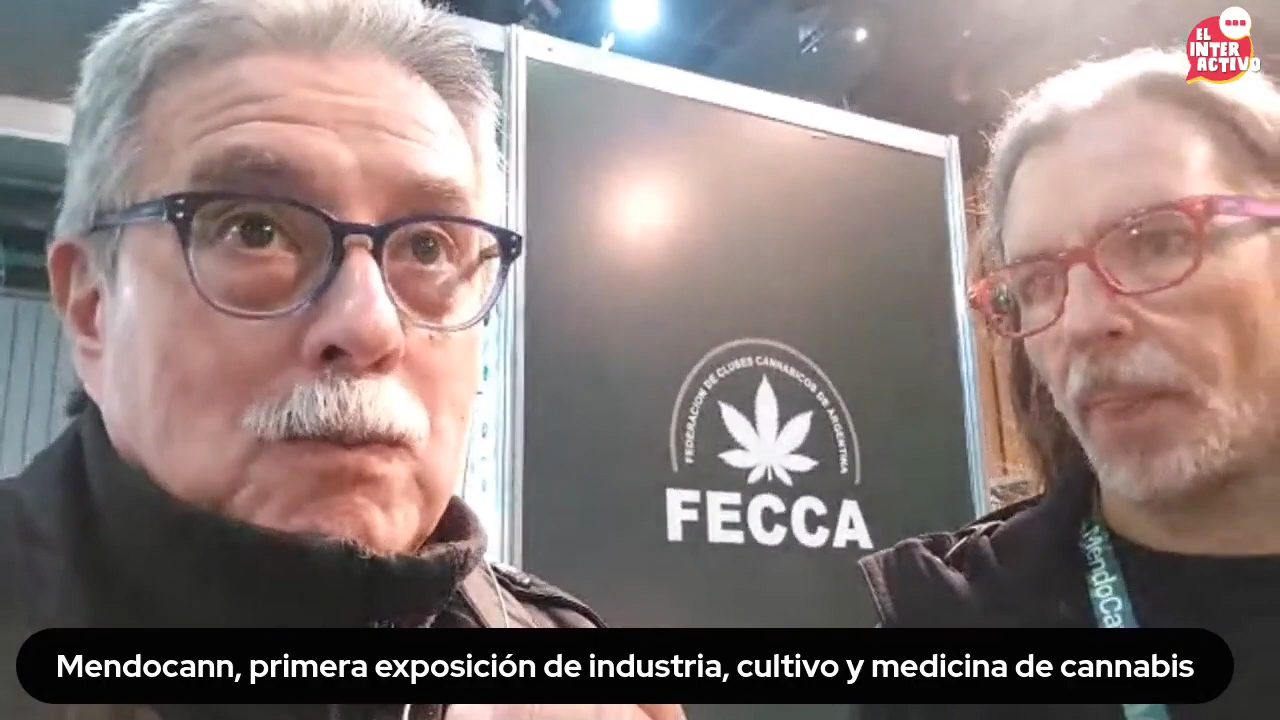 EL
INTER
ACTIVO
FEDERACION DE CLUBES CANNABICOS DE ARGENTINA
FECCA
MendoCa
Mendocann, primera exposición de industria, cultivo y medicina de cannabis